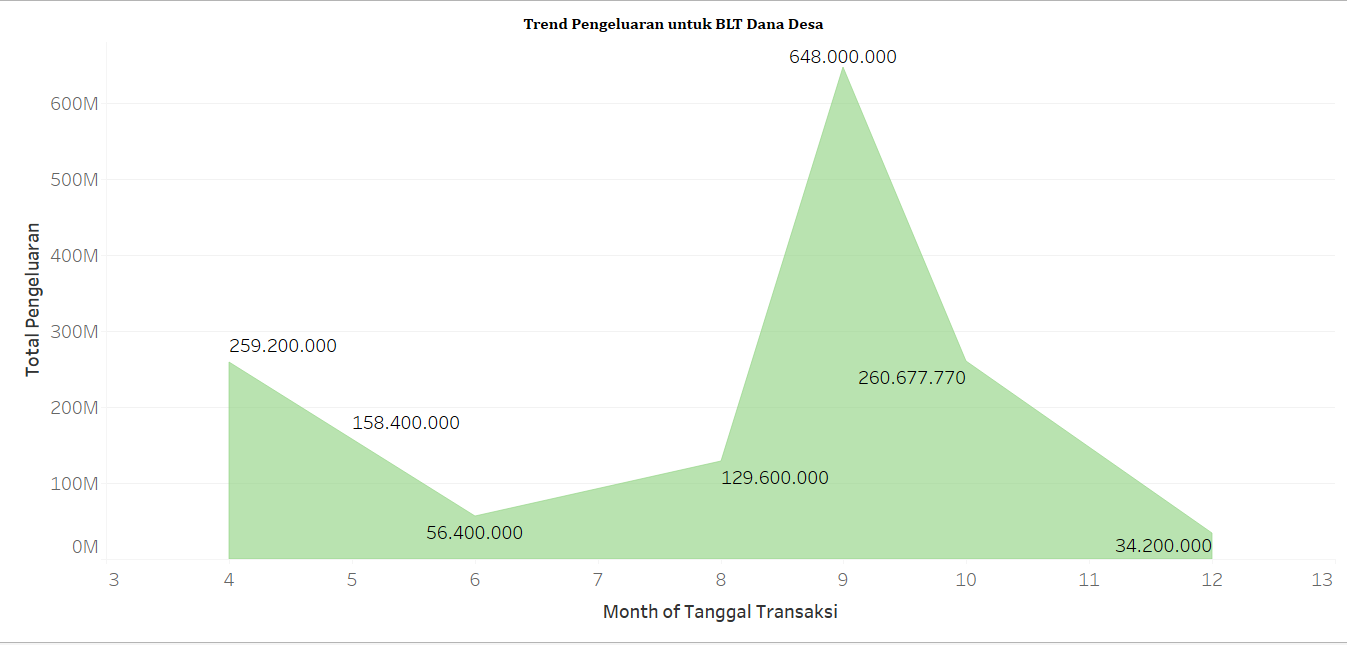 Trend Pengeluaran untuk BLT Dana Desa
648.000.000
600M
500M
400M
300M
200M
100M
0M
Total Pengeluaran
259.200.000
158.400.000
56.400.000
129.600.000
260.677.770
34.200.000
3 4 5 6 7 8 9 10 11 12 13
Month of Tanggal Transaksi